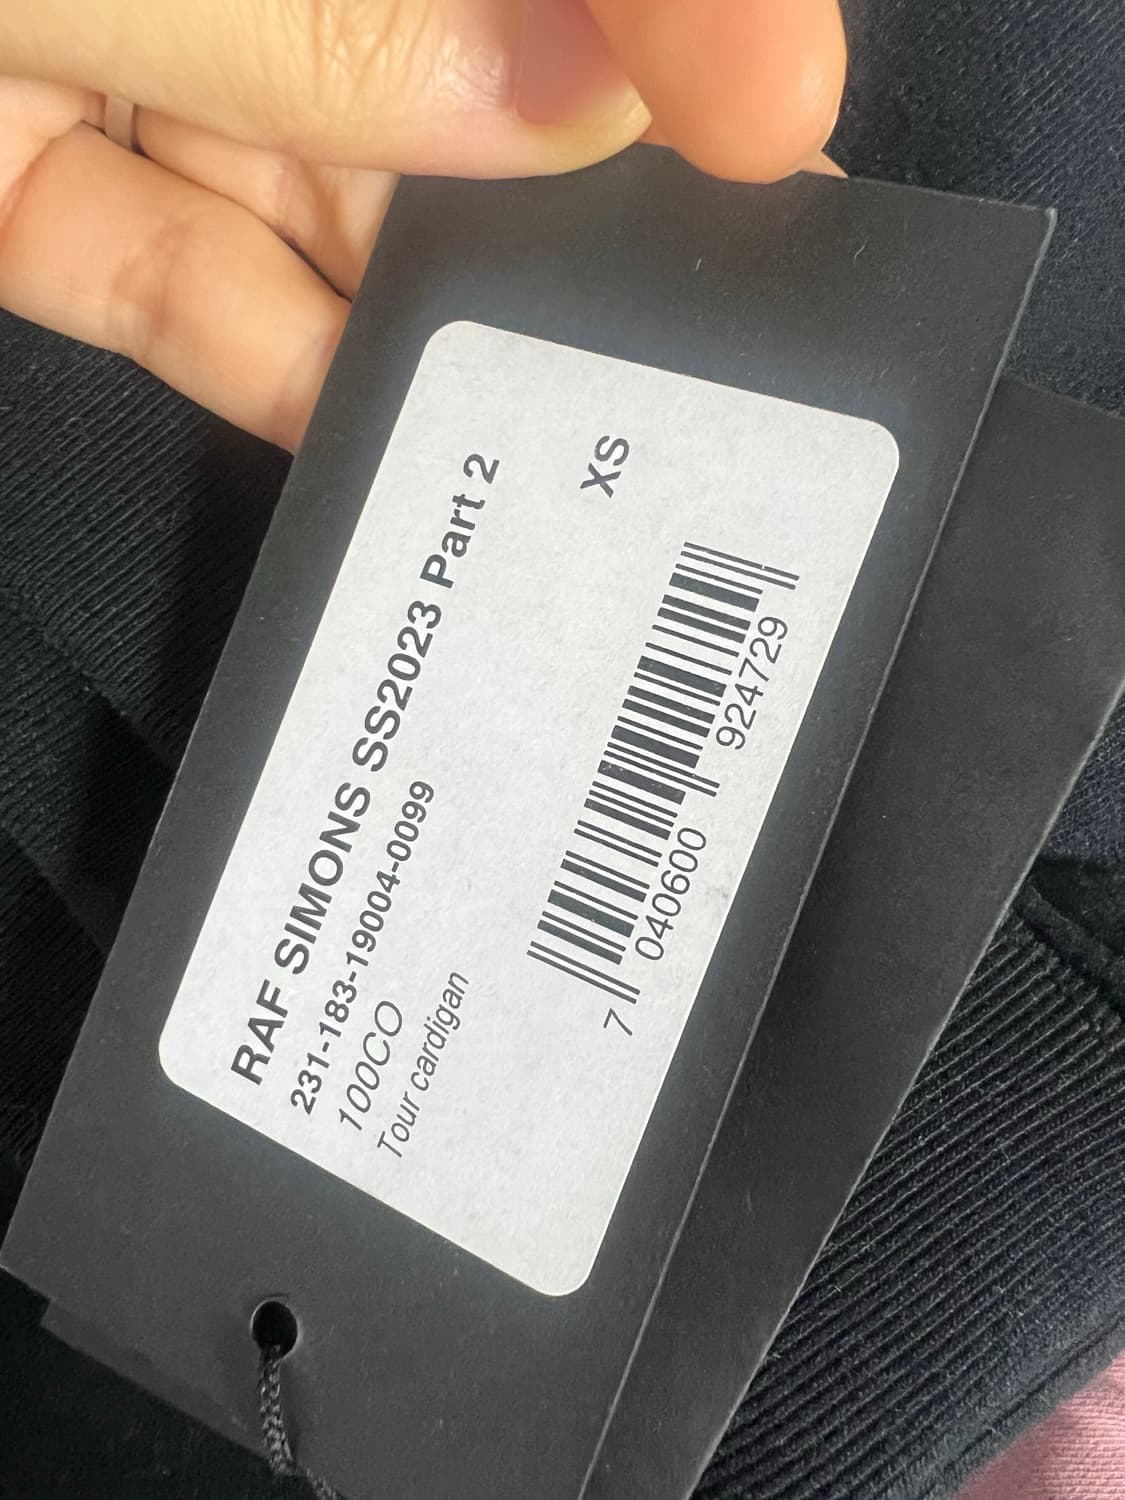 RAF SIMONS SS2023 Part 2
231-183-19004-0099
100CO
Tour cardigan
XS
7 040600 924729